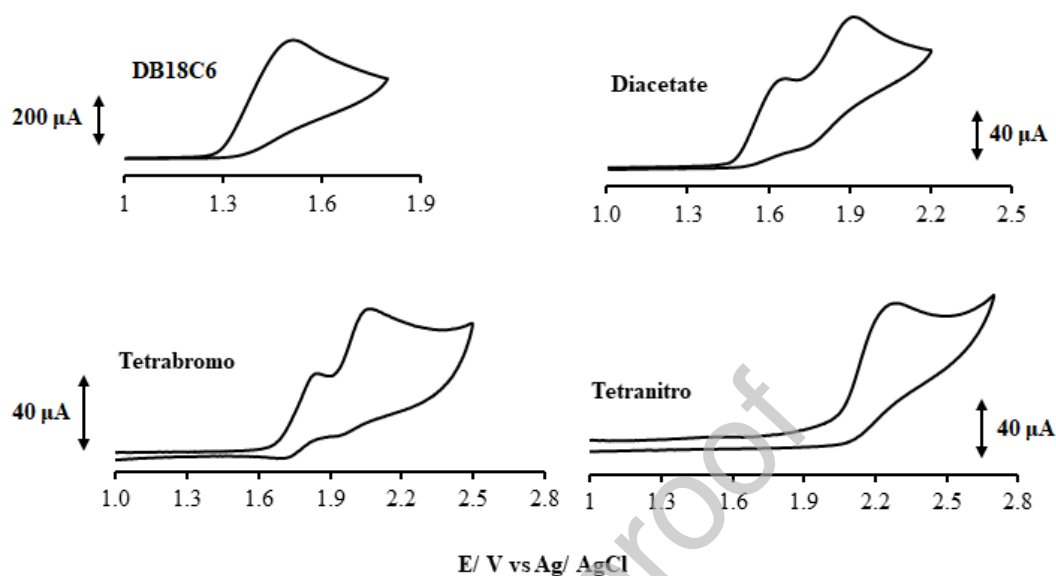 DB18C6
200 μA
1 1.3 1.6 1.9
Diacetate
40 μA
1.0 1.3 1.6 1.9 2.2 2.5
Tetrabromo
40 μA
1.0 1.3 1.6 1.9 2.2 2.5 2.8
Tetranitro
40 μA
1 1.3 1.6 1.9 2.2 2.5 2.8
E/ V vs Ag/ AgCl
proof